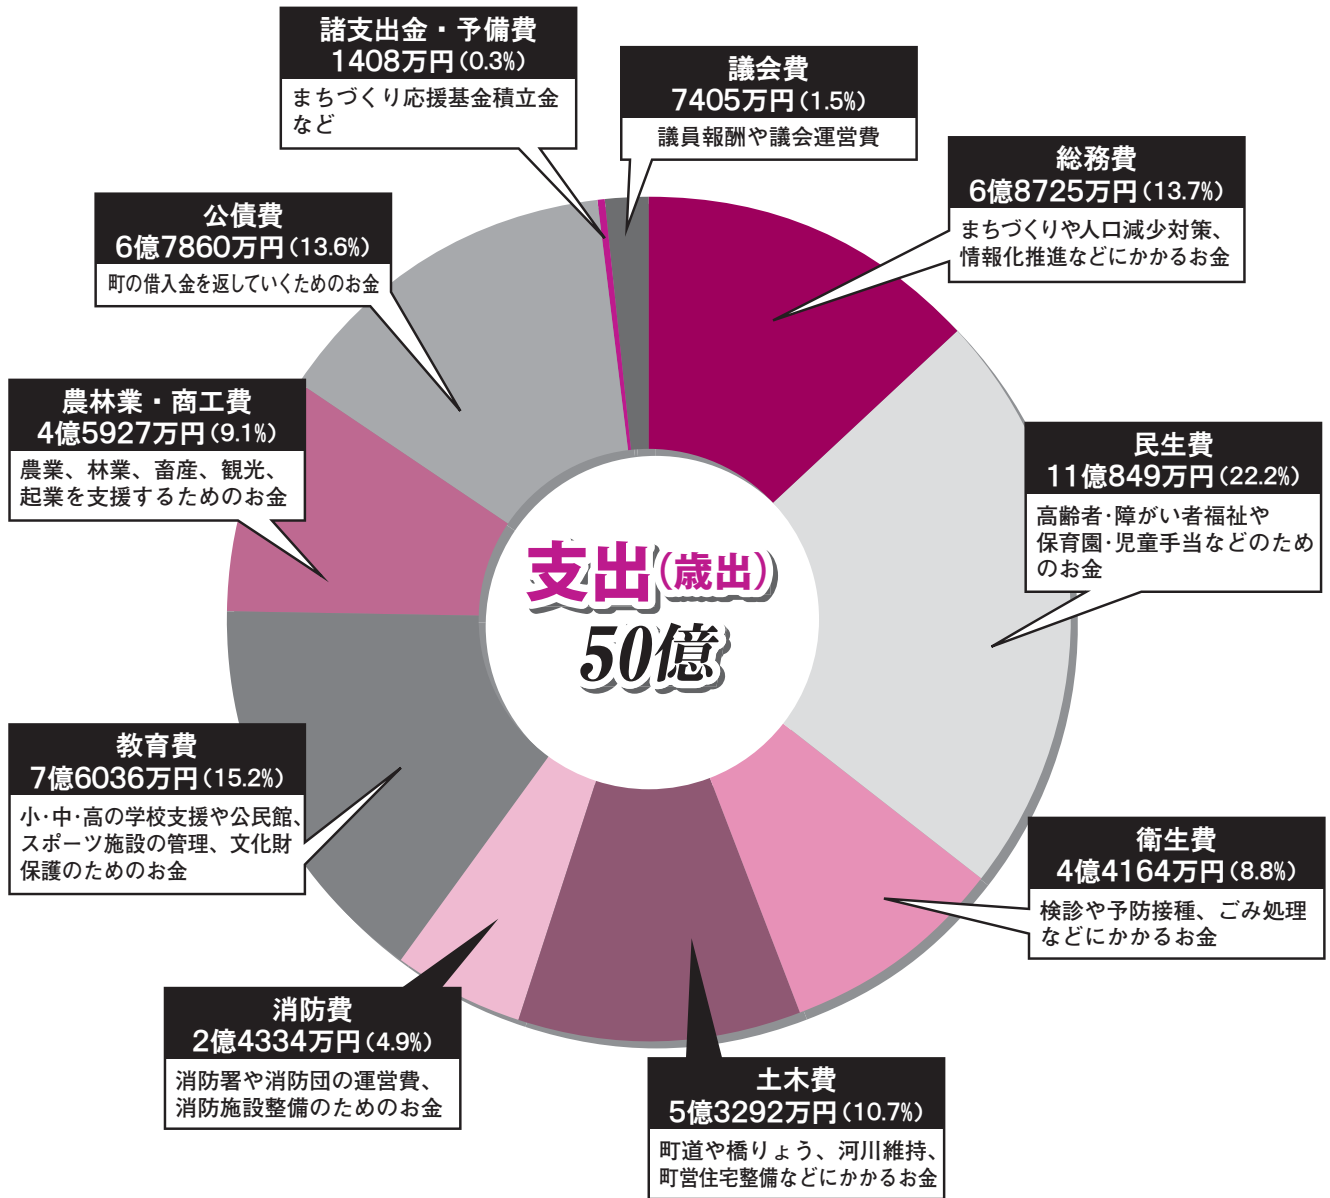 諸支出金・予備費
1408万円(0.3%)
まちづくり応援基金積立金
など
議会費
7405万円(1.5%)
議員報酬や議会運営費
総務費
6億8725万円(13.7%)
まちづくりや人口減少対策、
情報化推進などにかかるお金
公債費
6億7860万円(13.6%)
町の借入金を返していくためのお金
農林業・商工費
4億5927万円(9.1%)
農業、林業、畜産、観光、
起業を支援するためのお金
民生費
11億849万円(22.2%)
高齢者・障がい者福祉や
保育園・児童手当などのため
のお金
支出(歳出)
50億
教育費
7億6036万円(15.2%)
小・中・高の学校支援や公民館、
スポーツ施設の管理、文化財
保護のためのお金
衛生費
4億4164万円(8.8%)
検診や予防接種、ごみ処理
などにかかるお金
消防費
2億4334万円(4.9%)
消防署や消防団の運営費、
消防施設整備のためのお金
土木費
5億3292万円(10.7%)
町道や橋りょう、河川維持、
町営住宅整備などにかかるお金